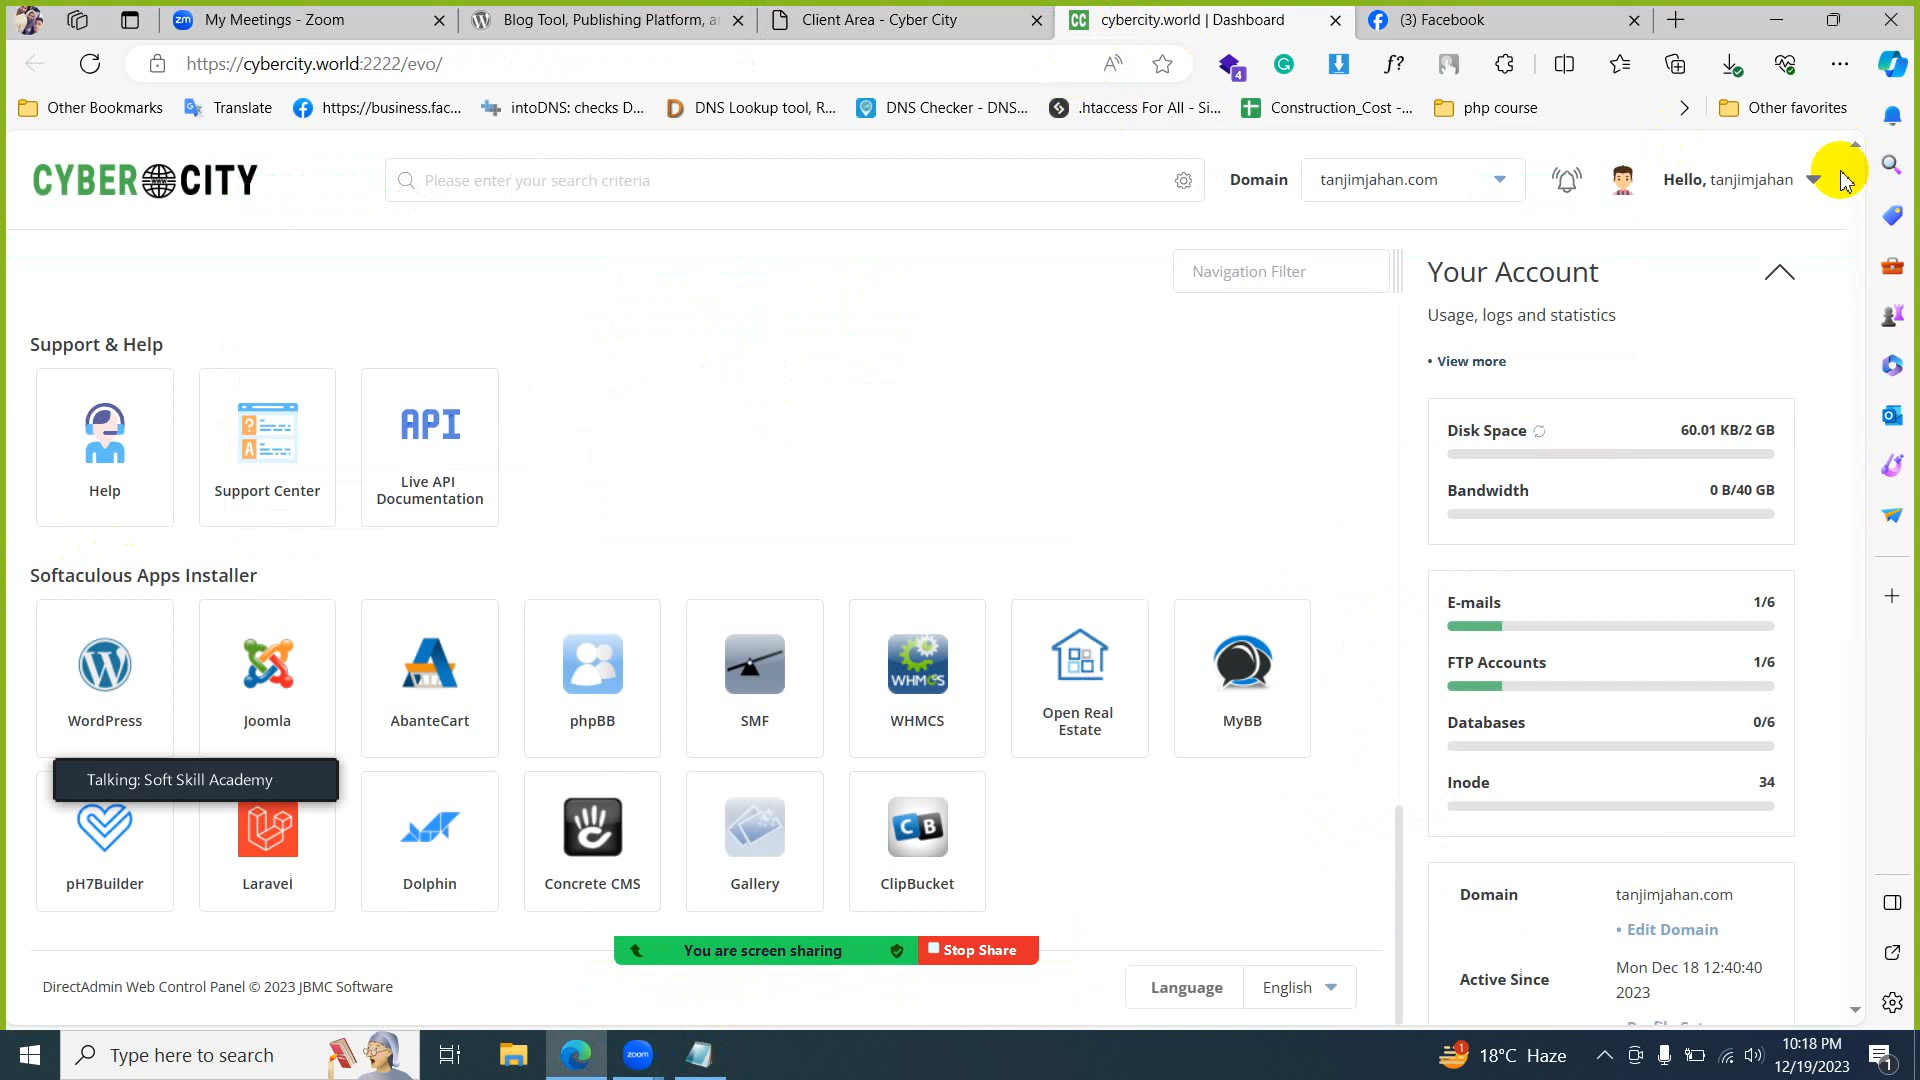 My Meetings - Zoom
Blog Tool, Publishing Platform, a
Client Area - Cyber City
cybercity.world | Dashboard
(3) Facebook
https://cybercity.world:2222/evo/
4
Other Bookmarks
Translate
https://business.fac...
intoDNS: checks D...
DNS Lookup tool, R...
DNS Checker - DNS...
.htaccess For All - Si...
Construction_Cost -...
php course
Other favorites
CYBER CITY
Please enter your search criteria
Domain
tanjimjahan.com
Hello, tanjimjahan
Navigation Filter
Your Account
Usage, logs and statistics
• View more
Support & Help
Help
Support Center
API
Live API
Documentation
Disk Space
60.01 KB/2 GB
Bandwidth
0 B/40 GB
Softaculous Apps Installer
WordPress
Joomla
AbanteCart
phpBB
SMF
WHMCS
WHMCS
Open Real
Estate
MyBB
E-mails
1/6
FTP Accounts
1/6
Databases
0/6
Inode
34
Talking: Soft Skill Academy
pH7Builder
Laravel
Dolphin
Concrete CMS
Gallery
CB
ClipBucket
Domain
tanjimjahan.com
• Edit Domain
Active Since
Mon Dec 18 12:40:40
2023
You are screen sharing
Stop Share
DirectAdmin Web Control Panel © 2023 JBMC Software
Language
English
Type here to search
zoom
1
18°C Haze
10:18 PM
12/19/2023
1